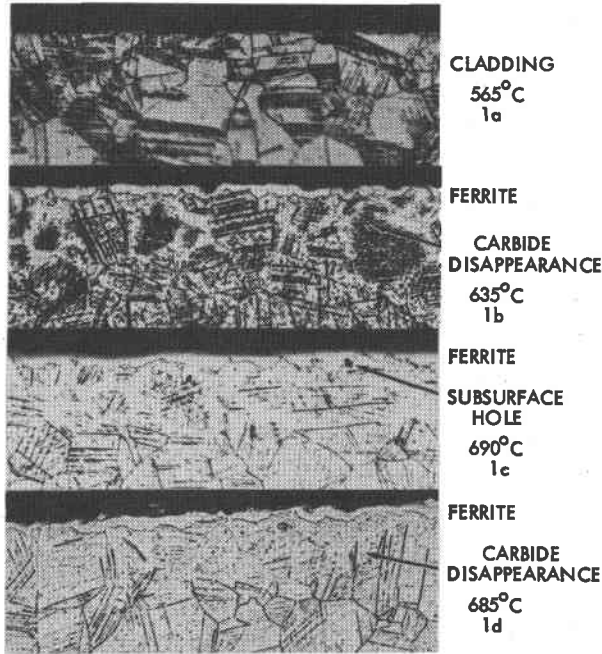 CLADDING
565°C
1a
FERRITE
CARBIDE
DISAPPEARANCE
635°C
1b
FERRITE
SUBSURFACE
HOLE
690°C
1c
FERRITE
CARBIDE
DISAPPEARANCE
685°C
1d